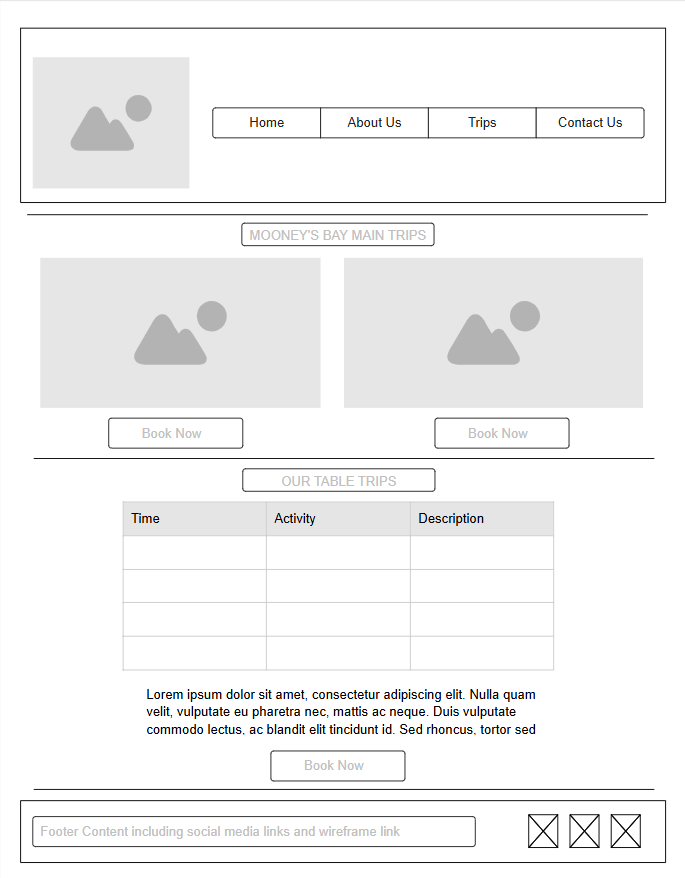 Home
About Us
Trips
Contact Us
MOONEY'S BAY MAIN TRIPS
Book Now
Book Now
OUR TABLE TRIPS
Time
Activity
Description
Lorem ipsum dolor sit amet, consectetur adipiscing elit. Nulla quam
velit, vulputate eu pharetra nec, mattis ac neque. Duis vulputate
commodo lectus, ac blandit elit tincidunt id. Sed rhoncus, tortor sed
Book Now
Footer Content including social media links and wireframe link